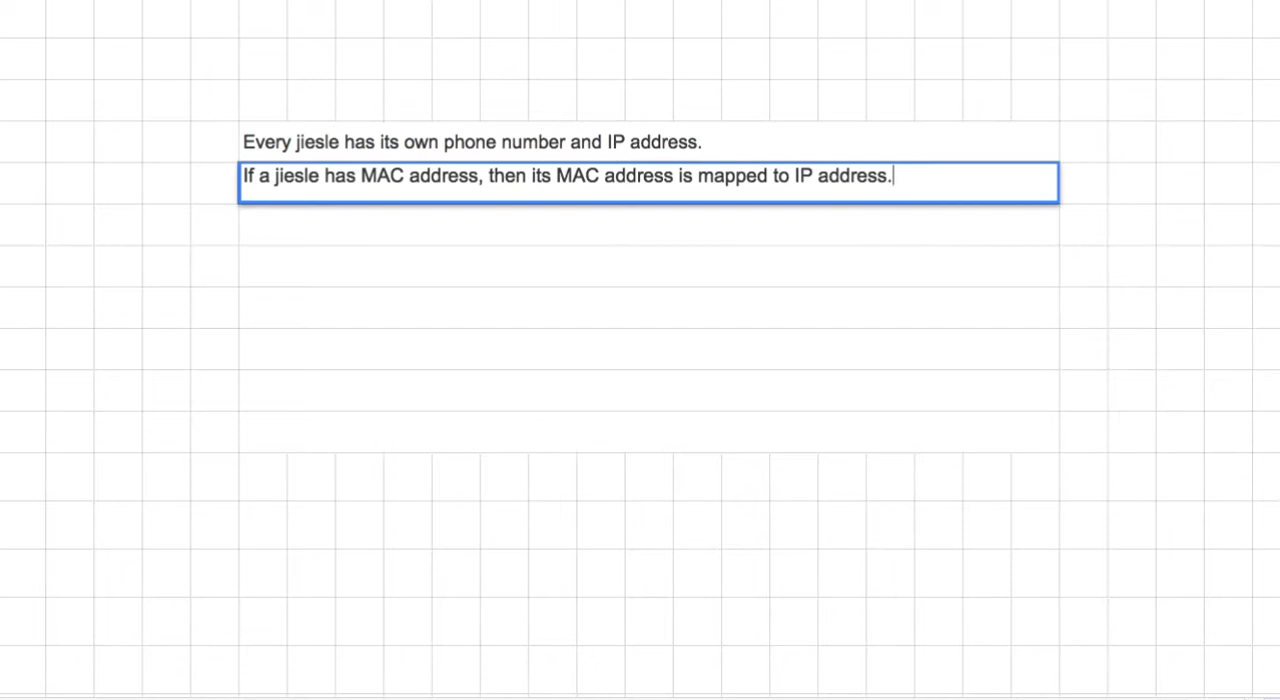 Every jiesle has its own phone number and IP address.
If a jiesle has MAC address, then its MAC address is mapped to IP address.